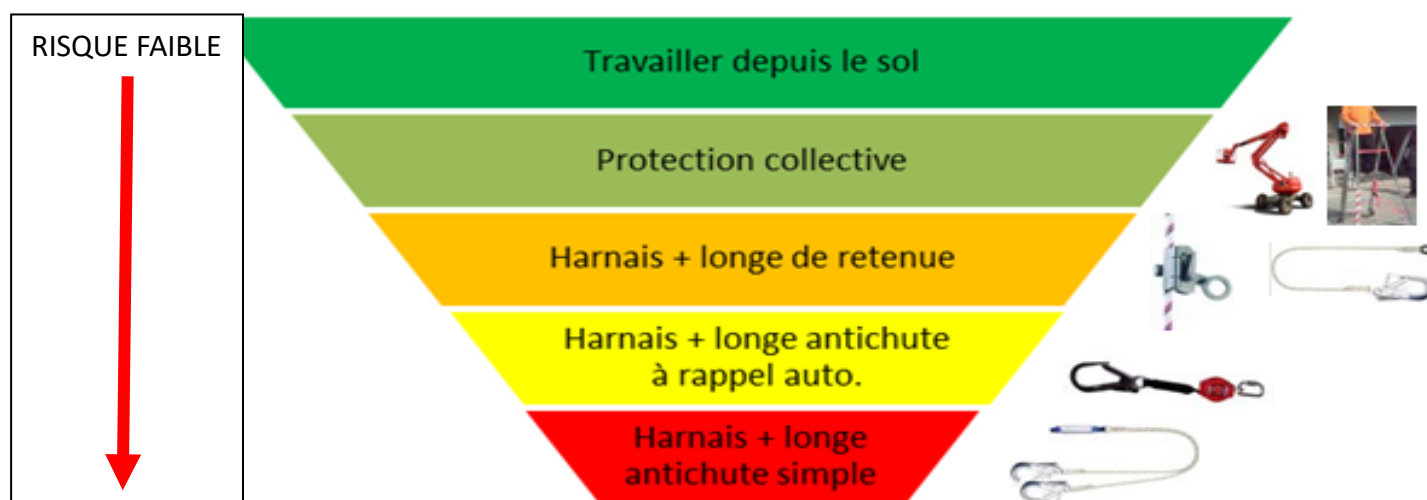 RISQUE FAIBLE
Travailler depuis le sol
Protection collective
Harnais + longe de retenue
Harnais + longe antichute
à rappel auto.
Harnais + longe
antichute simple